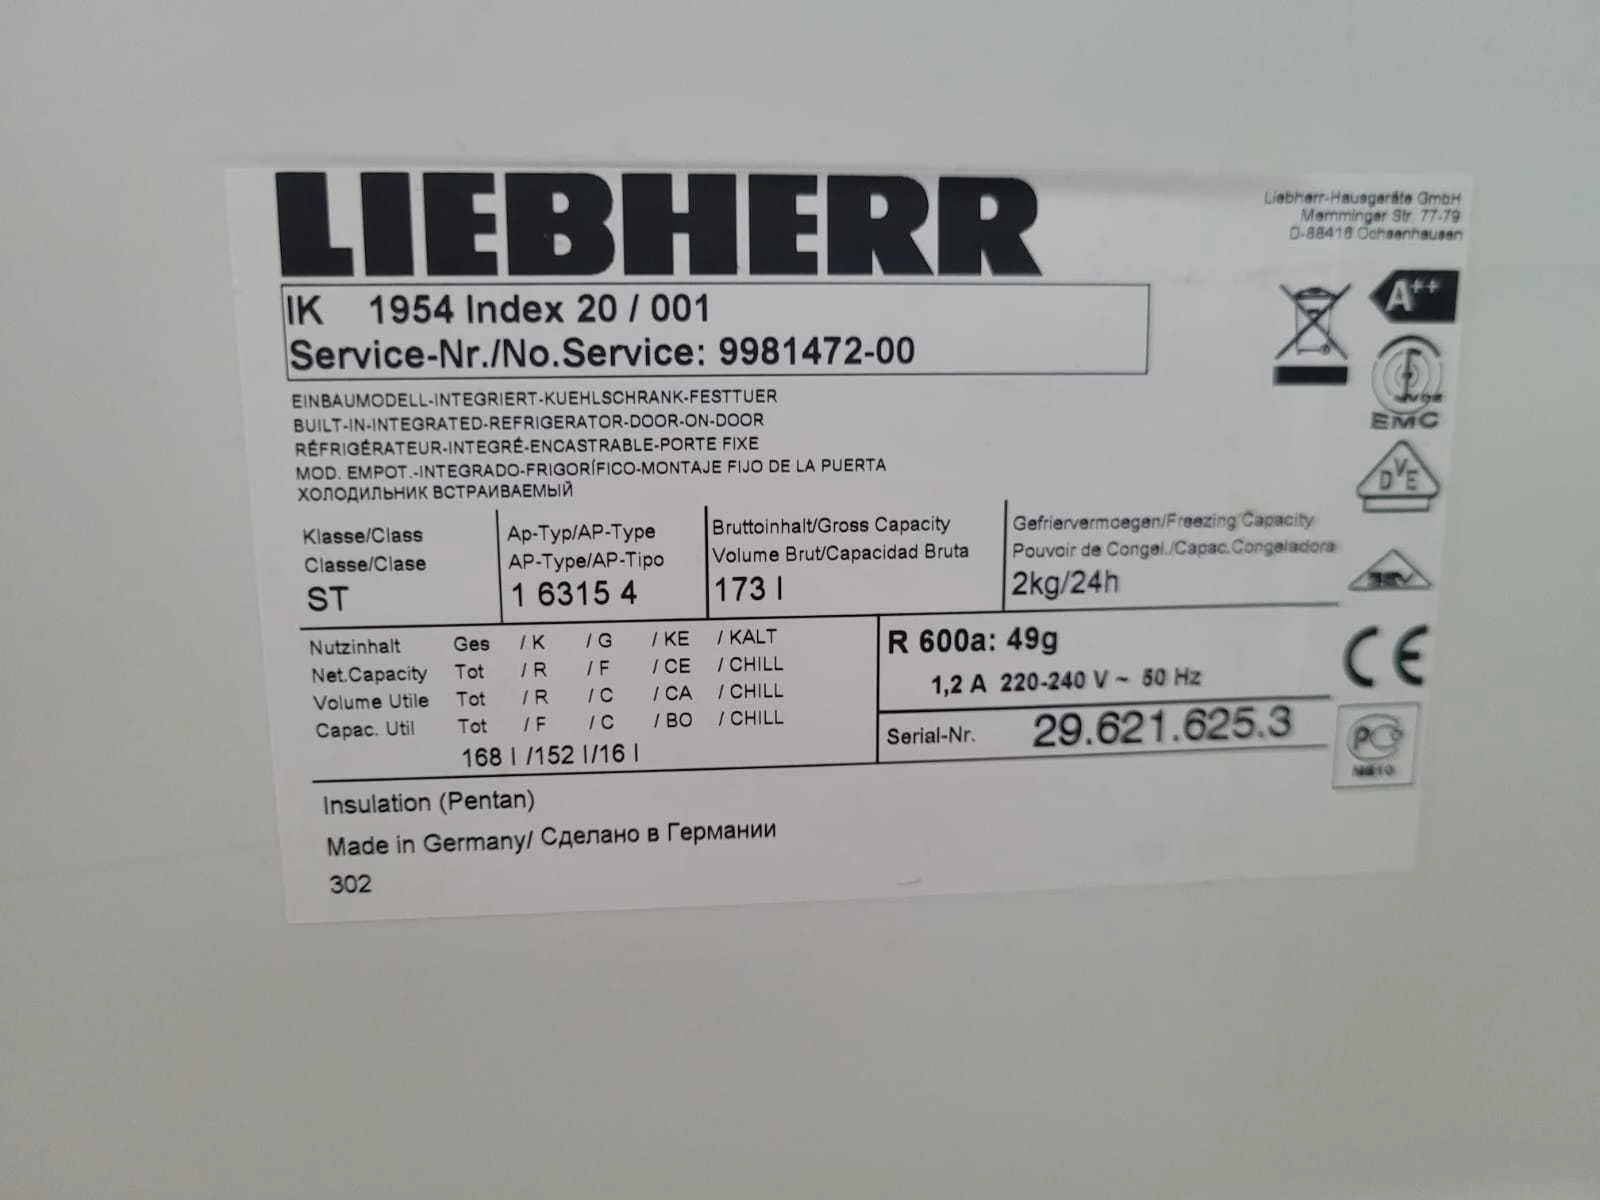 LIEBHERR
Liebherr-Hausgeräte GmbH
Memminger Str. 77-79
D-88416 Ochsenhausen
IK 1954 Index 20 / 001
Service-Nr./No.Service: 9981472-00
A++
EMC
DVE
EINBAUMODELL-INTEGRIERT-KUEHLSCHRANK-FESTTUER
BUILT-IN-INTEGRATED-REFRIGERATOR-DOOR-ON-DOOR
RÉFRIGÉRATEUR-INTEGRÉ-ENCASTRABLE-PORTE FIXE
MOD. EMPOT.-INTEGRADO-FRIGORÍFICO-MONTAJE FIJO DE LA PUERTA
ХОЛОДИЛЬНИК ВСТРАИВАЕМЫЙ
Klasse/Class
Classe/Clase
ST
Ap-Typ/AP-Type
AP-Type/AP-Tipo
1 6315 4
Bruttoinhalt/Gross Capacity
Volume Brut/Capacidad Bruta
173 l
Gefriervermoegen/Freezing Capacity
Pouvoir de Congel./Capac.Congeladora
2kg/24h
Nutzinhalt Ges / K / G / KE / KALT
Net.Capacity Tot / R / F / CE / CHILL
Volume Utile Tot / R / C / CA / CHILL
Capac. Util Tot / F / C / BO / CHILL
168 l /152 l/16 l
R 600a: 49g
1,2 A 220-240 V ~ 50 Hz
Serial-Nr. 29.621.625.3
CE
Insulation (Pentan)
Made in Germany/ Сделано в Германии
302